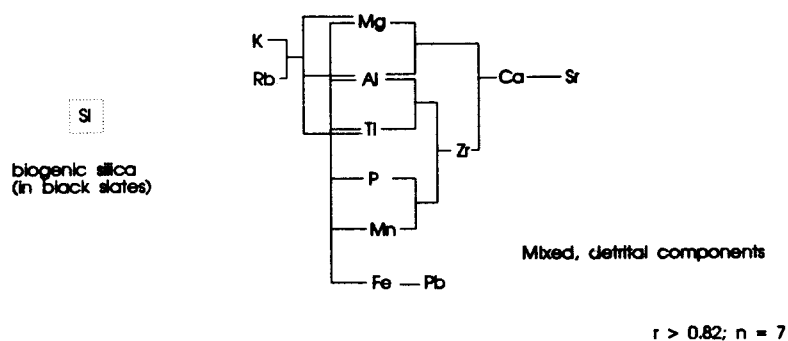 Mg
K
Rb
Al
Ca
Sr
Si
Ti
Zr
biogenic silica
(in black slates)
P
Mn
Mixed, detrital components
Fe
Pb
r > 0.82; n = 7